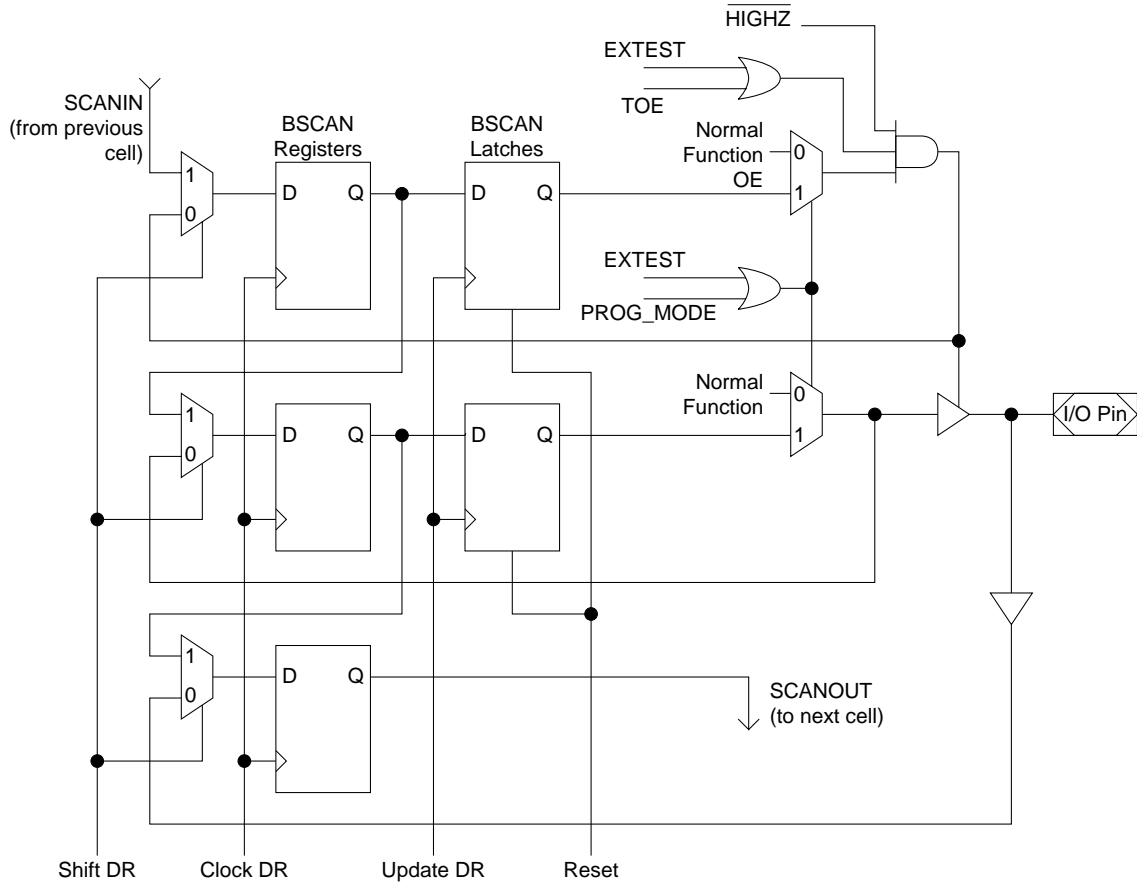 HIGHZ
EXTEST
TOE
SCANIN
(from previous
cell)
BSCAN
Registers
BSCAN
Latches
Normal
Function
OE
0
1
1
0
D
Q
D
Q
EXTEST
PROG_MODE
Normal
Function
0
1
I/O Pin
1
0
D
Q
D
Q
1
0
D
Q
SCANOUT
(to next cell)
Shift DR
Clock DR
Update DR
Reset